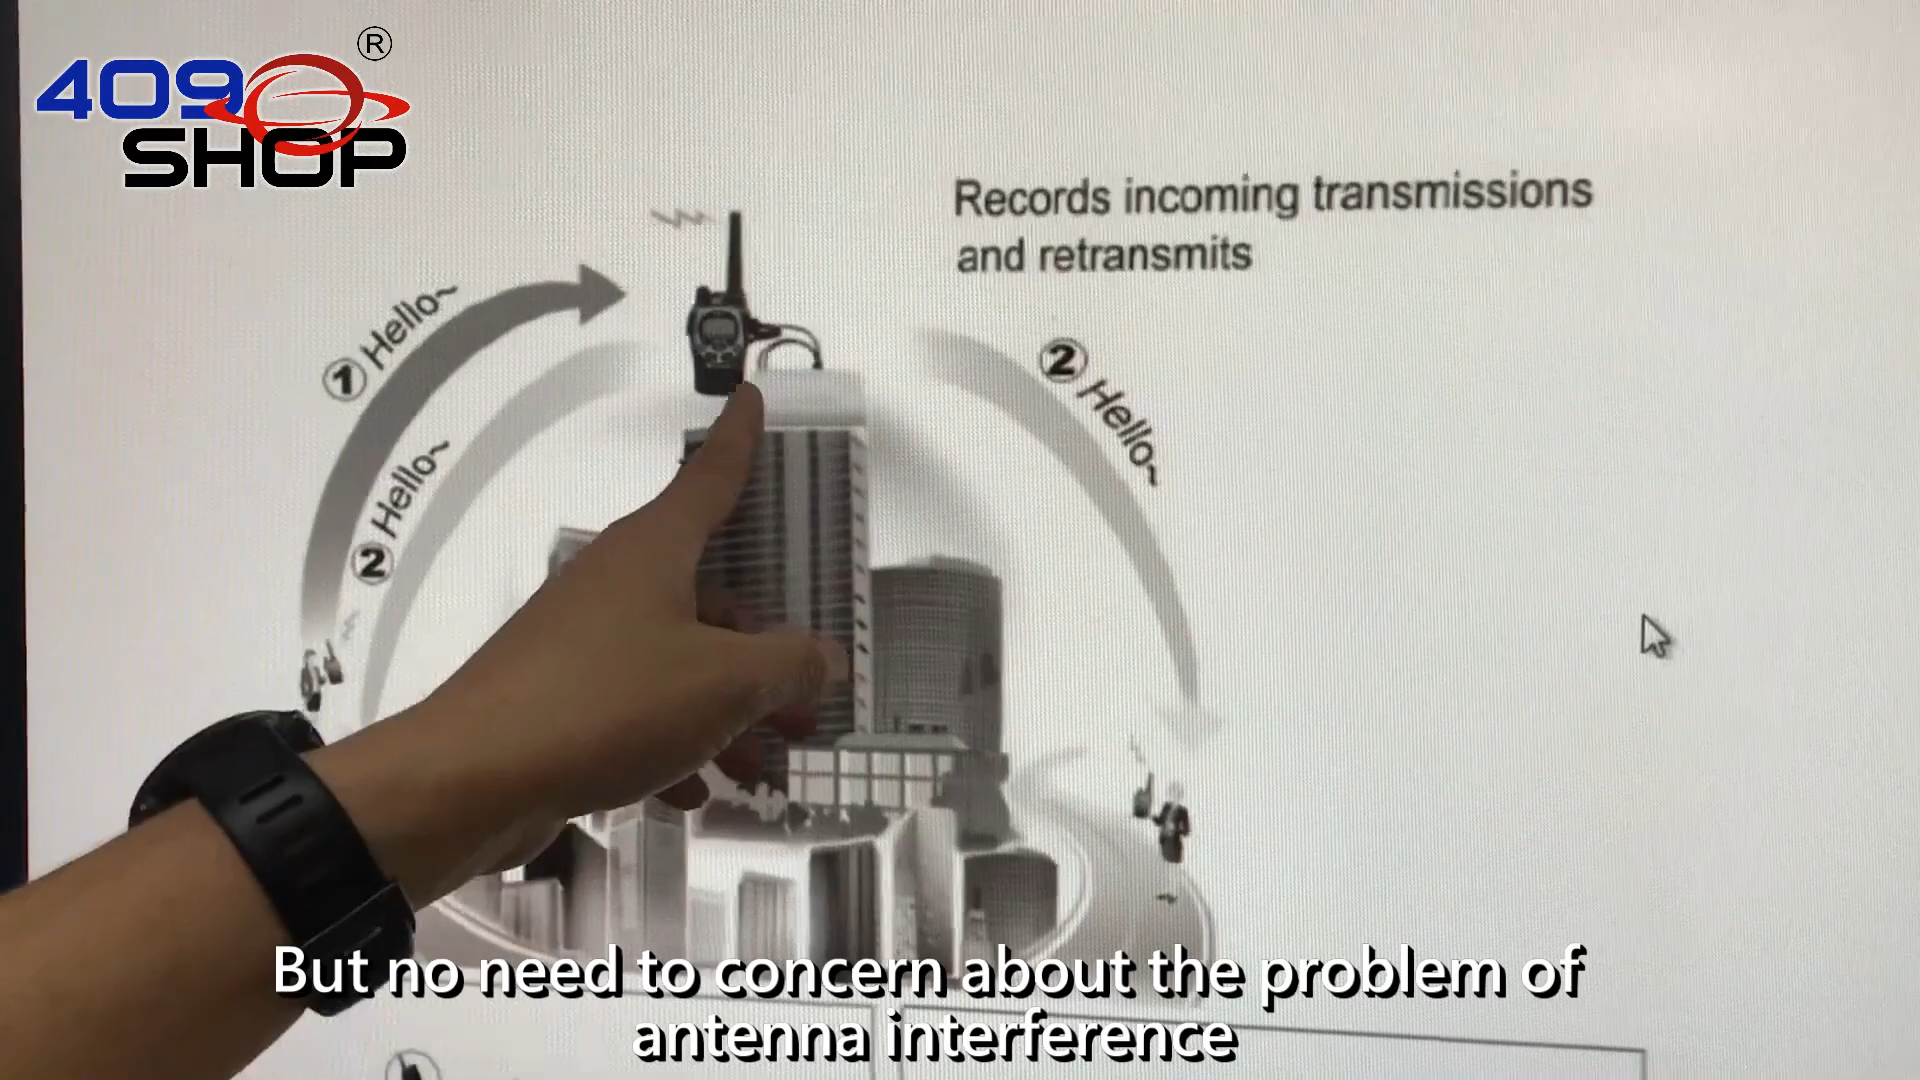 409
SHOP
®
Records incoming transmissions
and retransmits
① Hello~
② Hello~
② Hello~
But no need to concern about the problem of
antenna interference